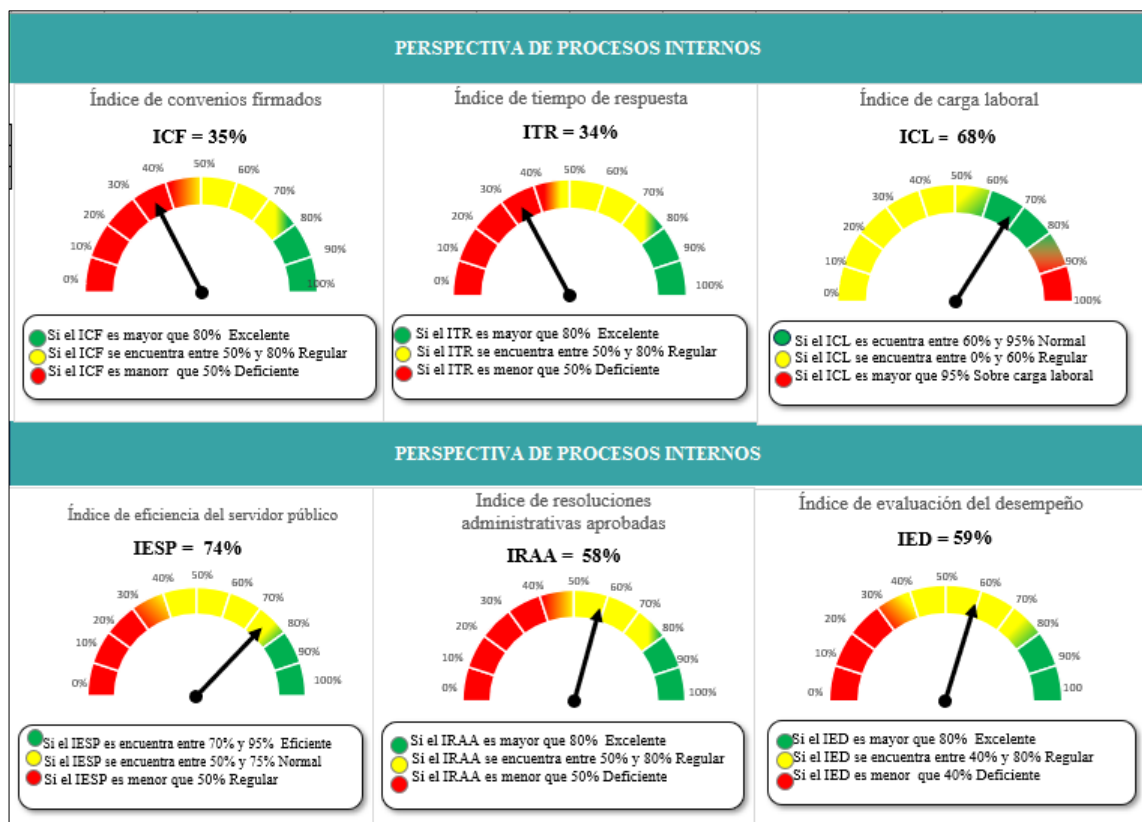 PERSPECTIVA DE PROCESOS INTERNOS
Índice de convenios firmados
ICF = 35%
0%
10%
20%
30%
40%
50%
60%
70%
80%
90%
100%
Si el ICF es mayor que 80% Excelente
Si el ICF se encuentra entre 50% y 80% Regular
Si el ICF es manorr que 50% Deficiente
Índice de tiempo de respuesta
ITR = 34%
0%
10%
20%
30%
40%
50%
60%
70%
80%
90%
100%
Si el ITR es mayor que 80% Excelente
Si el ITR se encuentra entre 50% y 80% Regular
Si el ITR es menor que 50% Deficiente
Índice de carga laboral
ICL = 68%
0%
10%
20%
30%
40%
50%
60%
70%
80%
90%
100%
Si el ICL es ecuentra entre 60% y 95% Normal
Si el ICL se encuentra entre 0% y 60% Regular
Si el ICL es mayor que 95% Sobre carga laboral
PERSPECTIVA DE PROCESOS INTERNOS
Índice de eficiencia del servidor público
IESP = 74%
0%
10%
20%
30%
40%
50%
60%
70%
80%
90%
100%
Si el IESP es encuentra entre 70% y 95% Eficiente
Si el IESP se encuentra entre 50% y 75% Normal
Si el IESP es menor que 50% Regular
Indice de resoluciones
administrativas aprobadas
IRAA = 58%
0%
10%
20%
30%
40%
50%
60%
70%
80%
90%
100%
Si el IRAA es mayor que 80% Excelente
Si el IRAA se encuentra entre 50% y 80% Regular
Si el IRAA es menor que 50% Deficiente
Índice de evaluación del desempeño
IED = 59%
0%
10%
20%
30%
40%
50%
60%
70%
80%
90%
100
Si el IED es mayor que 80% Excelente
Si el IED se encuentra entre 40% y 80% Regular
Si el IED es menor que 40% Deficiente